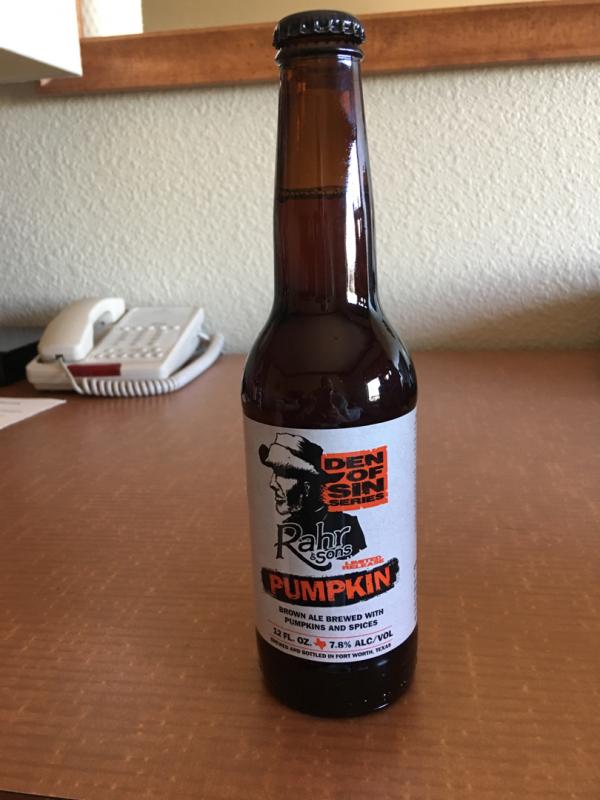 DEN
OF
SIN
SERIES
Rahr
& Sons
LIMITED
RELEASE
PUMPKIN
BROWN ALE BREWED WITH
PUMPKINS AND SPICES
12 FL. OZ. 7.8% ALC/VOL
BREWED AND BOTTLED IN FORT WORTH, TEXAS